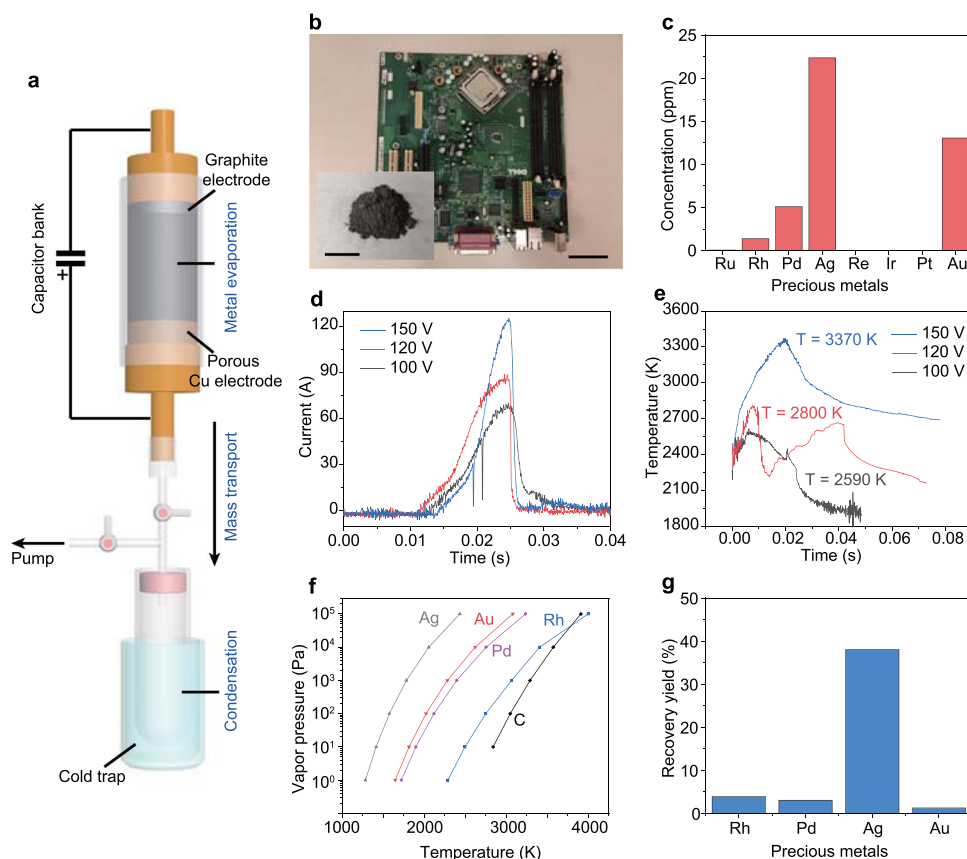 a
Graphite
electrode
Capacitor bank
+
Metal evaporation
Porous
Cu electrode
Mass transport
Pump
Condensation
Cold trap
b
DELL
c
Concentration (ppm)
25
20
15
10
5
0
Ru Rh Pd Ag Re Ir Pt Au
Precious metals
d
Current (A)
120
90
60
30
0
150 V
120 V
100 V
0.00 0.01 0.02 0.03 0.04
Time (s)
e
Temperature (K)
3600
3300
3000
2700
2400
2100
1800
T = 3370 K
T = 2800 K
T = 2590 K
150 V
120 V
100 V
0.00 0.02 0.04 0.06 0.08
Time (s)
f
Vapor pressure (Pa)
10⁵
10⁴
10³
10²
10¹
10⁰
Ag
Au
Pd
Rh
C
1000 2000 3000 4000
Temperature (K)
g
Recovery yield (%)
50
40
30
20
10
0
Rh Pd Ag Au
Precious metals